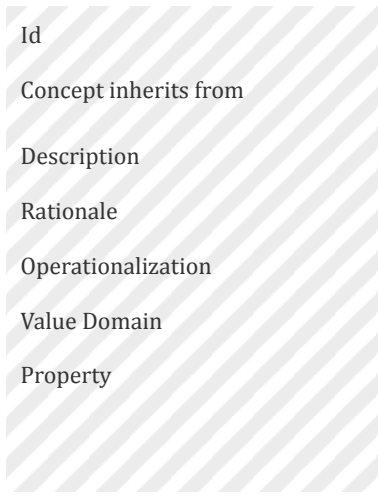 Id
Concept inherits from
Description
Rationale
Operationalization
Value Domain
Property